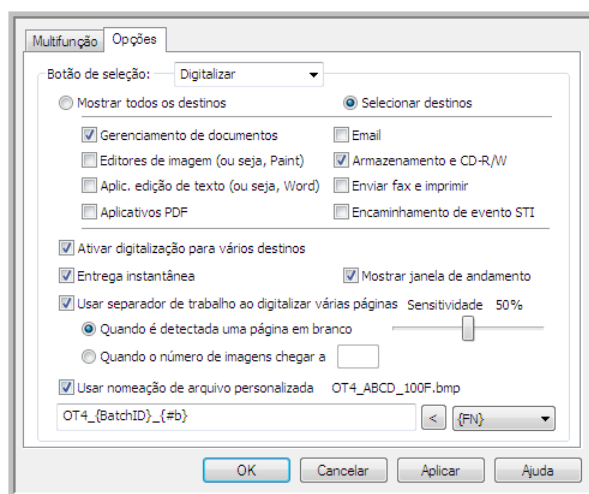 Multifunção Opções
Botão de seleção: Digitalizar
Mostrar todos os destinos Selecionar destinos
Gerenciamento de documentos Email
Editores de imagem (ou seja, Paint) Armazenamento e CD-R/W
Aplic. edição de texto (ou seja, Word) Enviar fax e imprimir
Aplicativos PDF Encaminhamento de evento STI
Ativar digitalização para vários destinos
Entrega instantânea Mostrar janela de andamento
Usar separador de trabalho ao digitalizar várias páginas Sensitividade 50%
Quando é detectada uma página em branco
Quando o número de imagens chegar a
Usar nomeação de arquivo personalizada OT4_ABCD_100F.bmp
OT4_{BatchID}_{#b} < {FN}
OK Cancelar Aplicar Ajuda